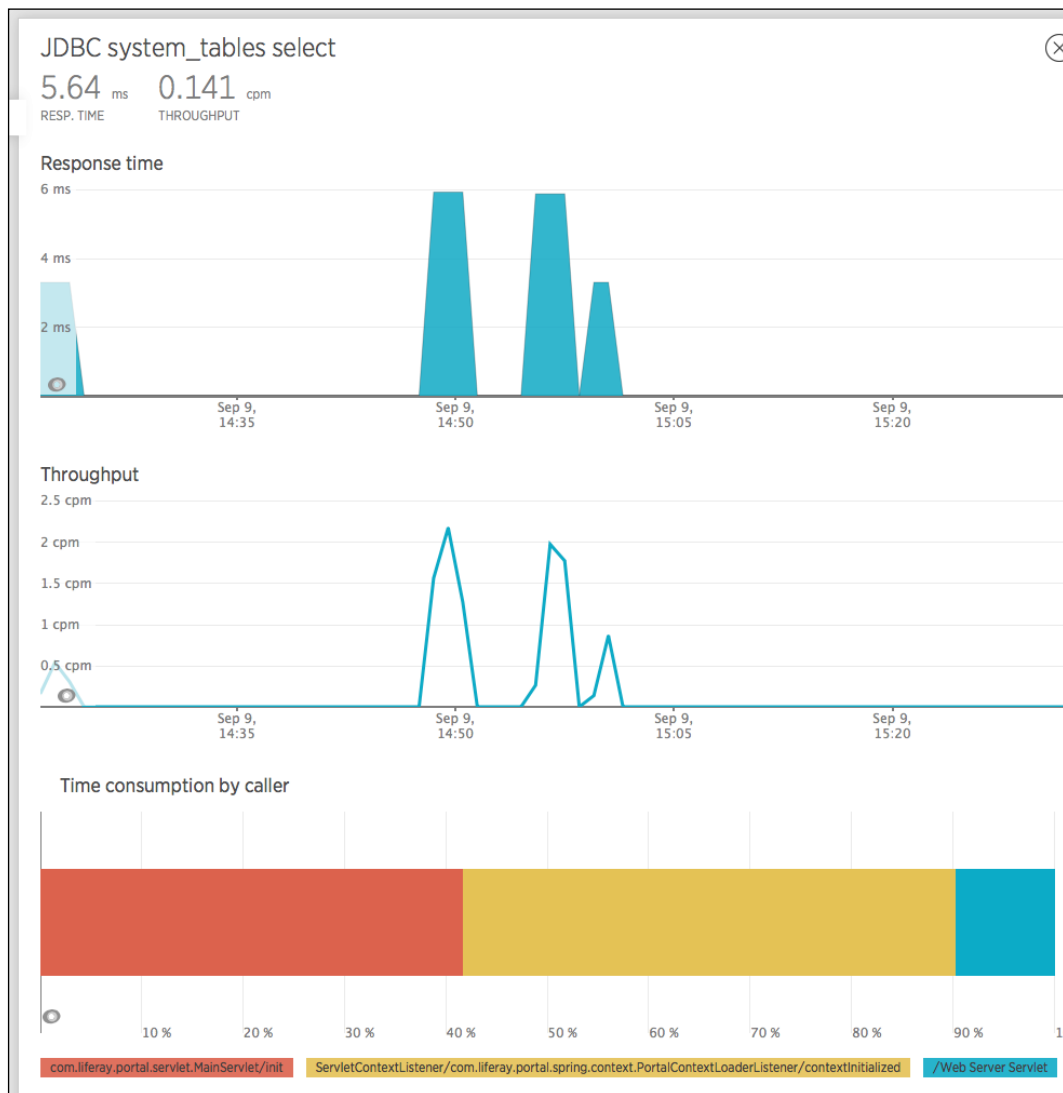 JDBC system_tables select
5.64 ms 0.141 cpm
RESP. TIME THROUGHPUT
Response time
6 ms
4 ms
2 ms
Sep 9, Sep 9, Sep 9, Sep 9,
14:35 14:50 15:05 15:20
Throughput
2.5 cpm
2 cpm
1.5 cpm
1 cpm
0.5 cpm
Sep 9, Sep 9, Sep 9, Sep 9,
14:35 14:50 15:05 15:20
Time consumption by caller
10 % 20 % 30 % 40 % 50 % 60 % 70 % 80 % 90 % 1
com.liferay.portal.servlet.MainServlet/init ServletContextListener/com.liferay.portal.spring.context.PortalContextLoaderListener/contextInitialized /Web Server Servlet